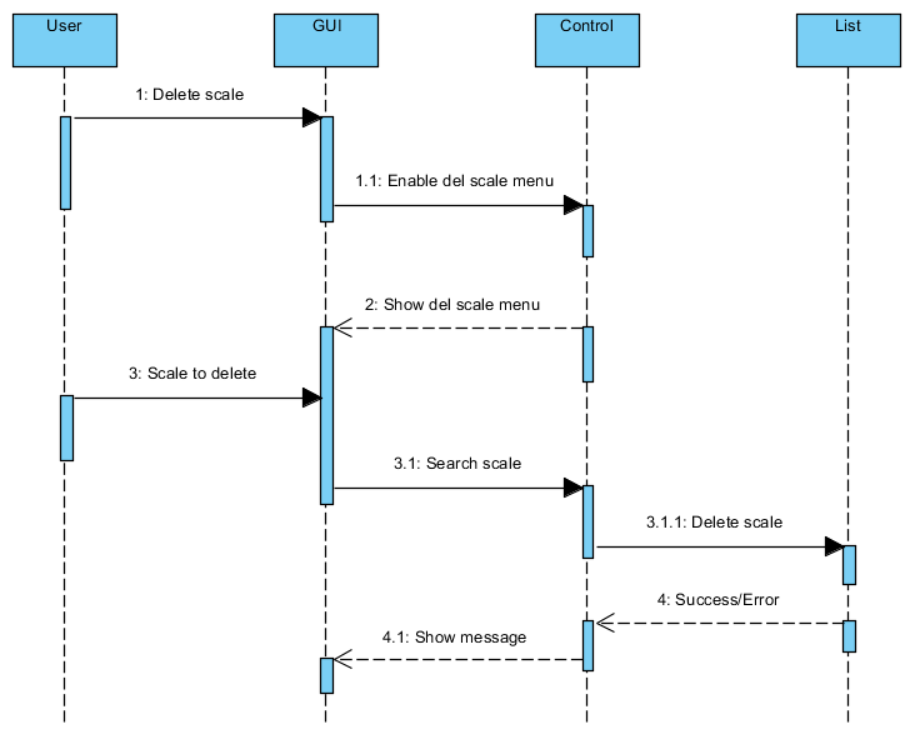 User
GUI
Control
List
1: Delete scale
1.1: Enable del scale menu
2: Show del scale menu
3: Scale to delete
3.1: Search scale
3.1.1: Delete scale
4: Success/Error
4.1: Show message